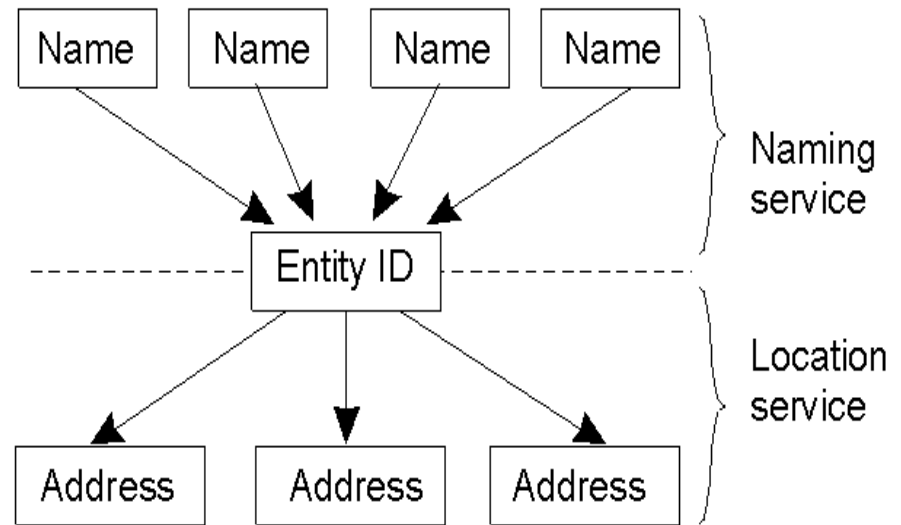 Name Name Name Name
Naming
service
Entity ID
Location
service
Address Address Address